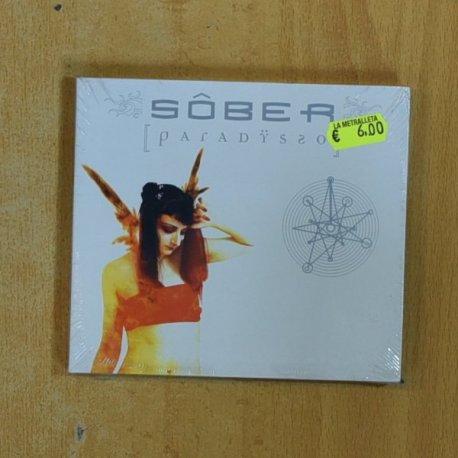 SÔBER
[PARADŸSSO]
LA METRALLETA
€ 6,00